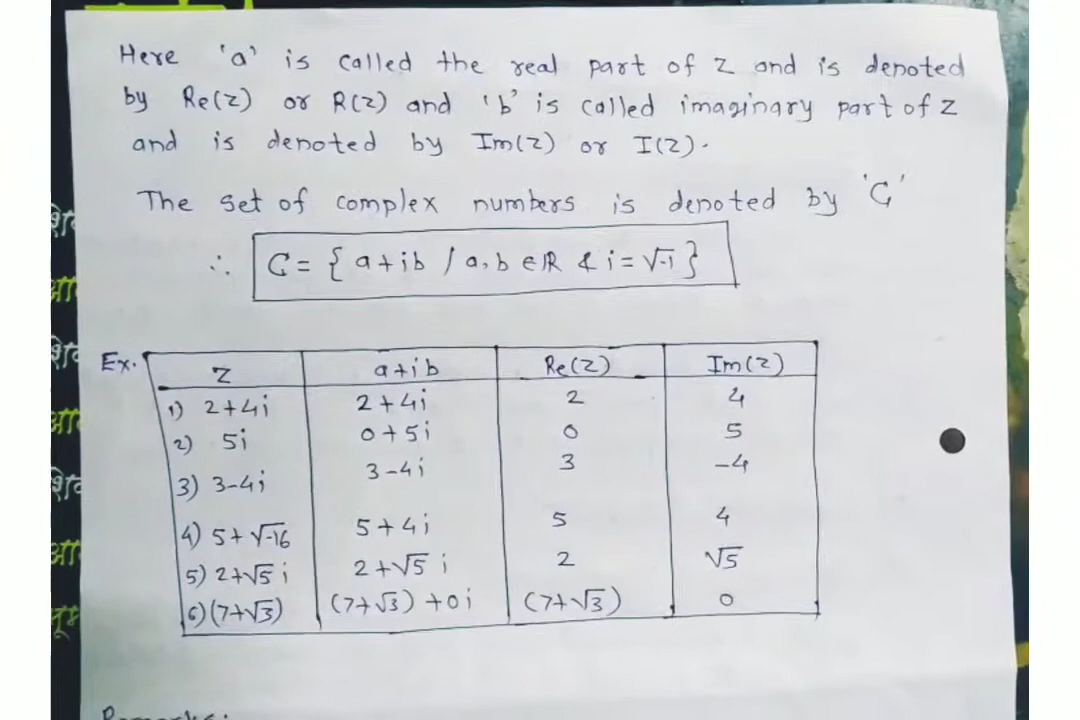 Here 'a' is called the real part of z and is denoted
by Re(z) or R(z) and 'b' is called imaginary part of z
and is denoted by Im(z) or I(z).
The set of complex numbers is denoted by 'C'
∴ C = { a+ib / a, b ∈ R & i = √-1 }
Ex. z a+ib Re(z) Im(z)
1) 2+4i 2+4i 2 4
2) 5i 0+5i 0 5
3) 3-4i 3-4i 3 -4
4) 5+√-16 5+4i 5 4
5) 2+√5 i 2+√5 i 2 √5
6) (7+√3) (7+√3)+0i (7+√3) 0